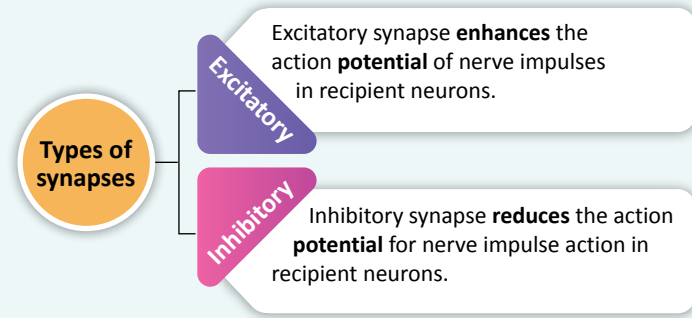 Types of
synapses
Excitatory
Excitatory synapse enhances the
action potential of nerve impulses
in recipient neurons.
Inhibitory
Inhibitory synapse reduces the action
potential for nerve impulse action in
recipient neurons.